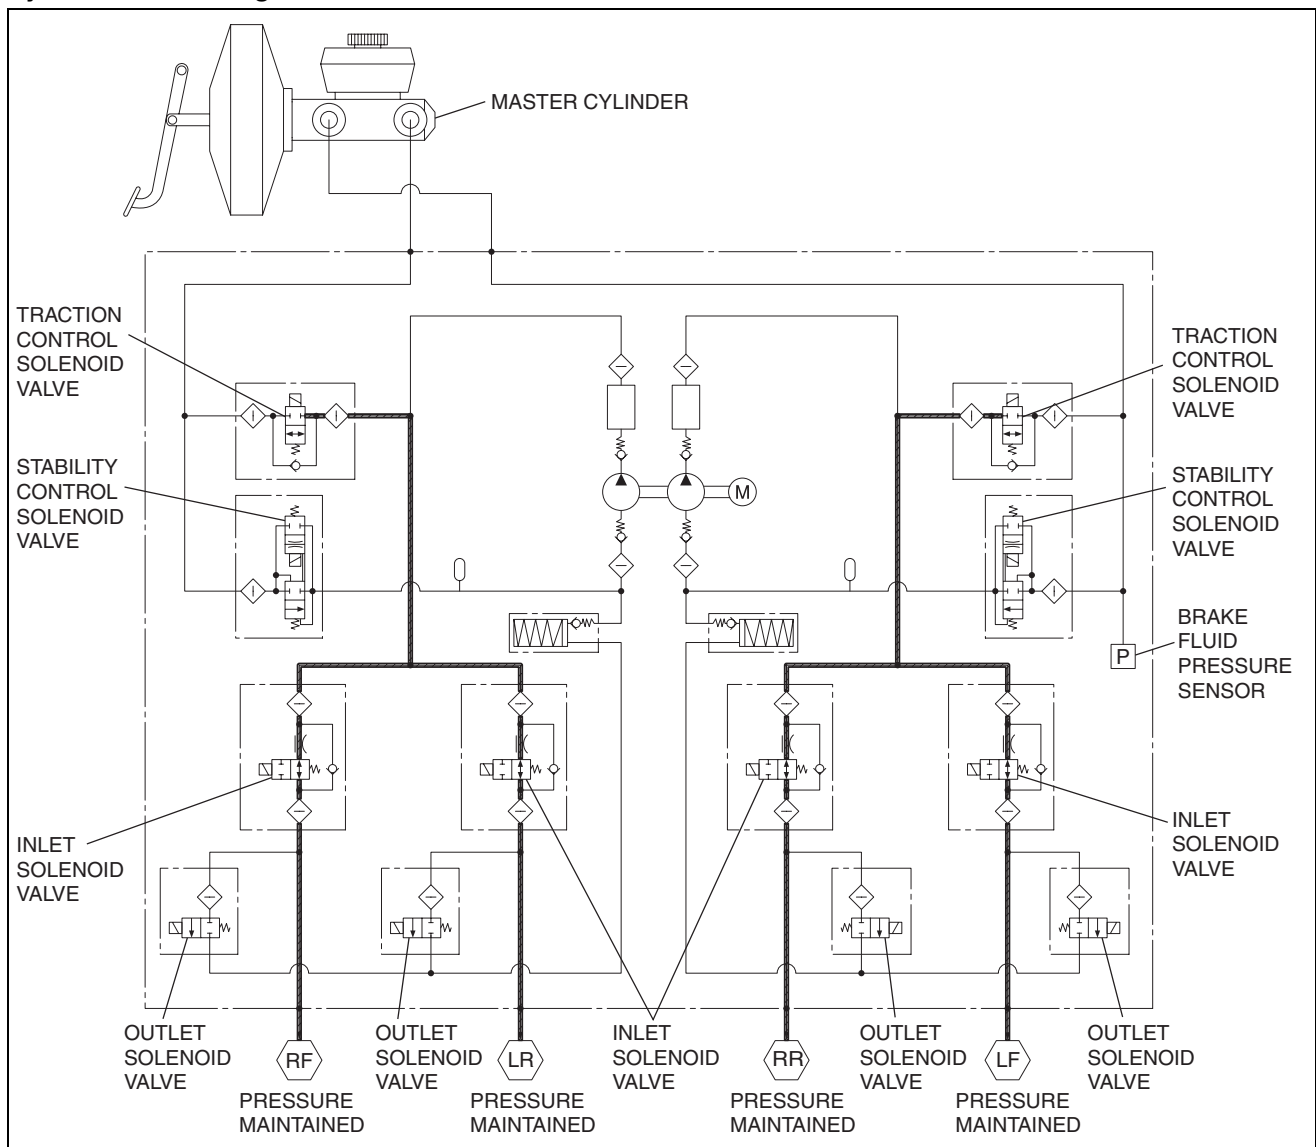 MASTER CYLINDER
TRACTION
CONTROL
SOLENOID
VALVE
TRACTION
CONTROL
SOLENOID
VALVE
STABILITY
CONTROL
SOLENOID
VALVE
STABILITY
CONTROL
SOLENOID
VALVE
M
BRAKE
FLUID
PRESSURE
SENSOR
P
INLET
SOLENOID
VALVE
INLET
SOLENOID
VALVE
OUTLET
SOLENOID
VALVE
RF
PRESSURE
MAINTAINED
OUTLET
SOLENOID
VALVE
LR
PRESSURE
MAINTAINED
INLET
SOLENOID
VALVE
RR
PRESSURE
MAINTAINED
OUTLET
SOLENOID
VALVE
LF
PRESSURE
MAINTAINED
OUTLET
SOLENOID
VALVE